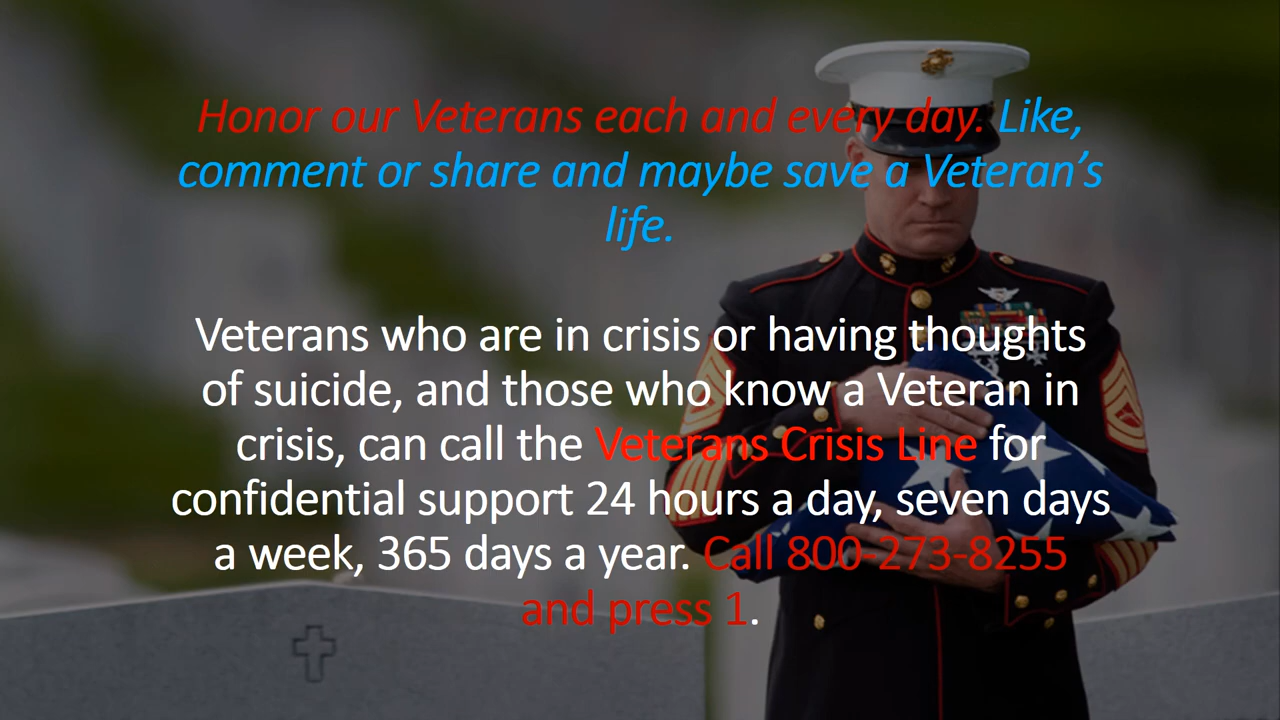 Honor our Veterans each and every day. Like,
comment or share and maybe save a Veteran’s
life.
Veterans who are in crisis or having thoughts
of suicide, and those who know a Veteran in
crisis, can call the Veterans Crisis Line for
confidential support 24 hours a day, seven days
a week, 365 days a year. Call 800-273-8255
and press 1.